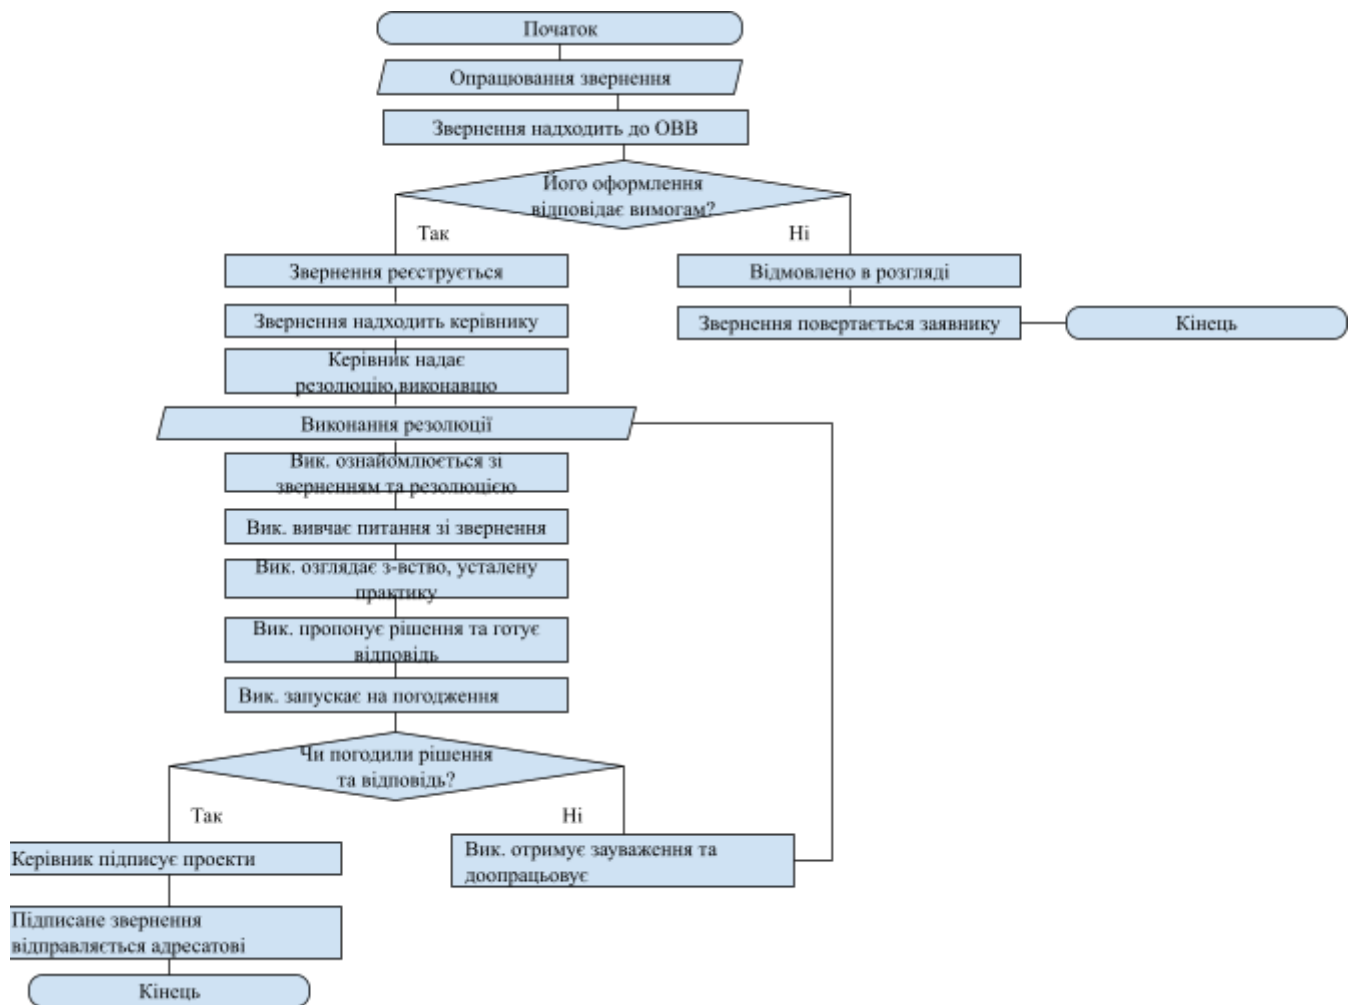 Початок
Опрацювання звернення
Звернення надходить до ОВВ
Його оформлення
відповідає вимогам?
Так
Ні
Звернення реєструється
Відмовлено в розгляді
Звернення надходить керівнику
Звернення повертається заявнику
Кінець
Керівник надає
резолюцію виконавцю
Виконання резолюції
Вик. ознайомлюється зі
зверненням та резолюцією
Вик. вивчає питання зі звернення
Вик. озглядає з-вство, усталену
практику
Вик. пропонує рішення та готує
відповідь
Вик. запускає на погодження
Чи погодили рішення
та відповідь?
Так
Ні
Керівник підписує проекти
Вик. отримує зауваження та
доопрацьовує
Підписане звернення
відправляється адресатові
Кінець